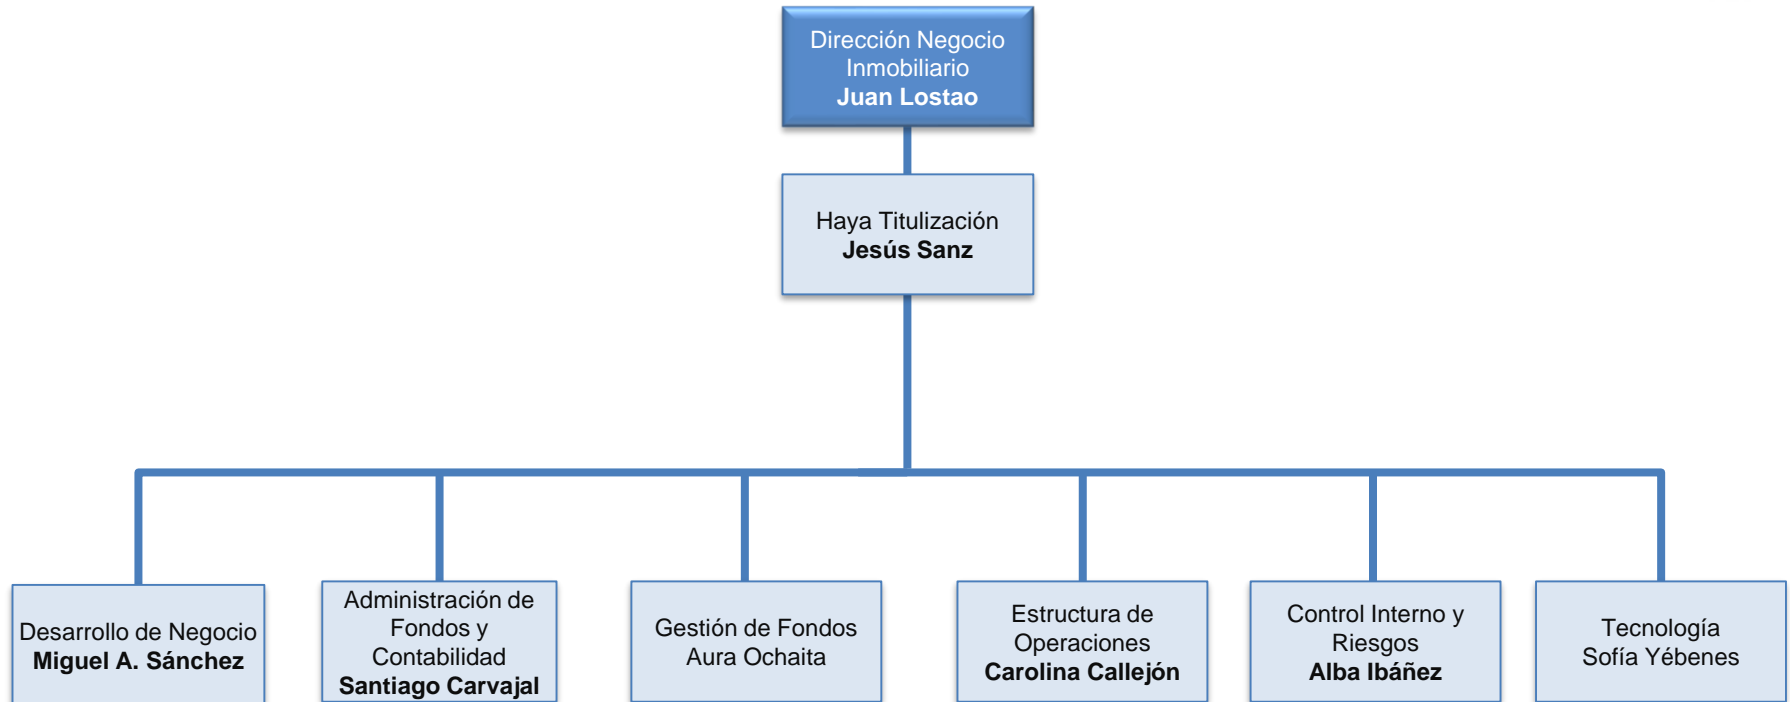 Dirección Negocio
Inmobiliario
Juan Lostao
Haya Titulización
Jesús Sanz
Desarrollo de Negocio
Miguel A. Sánchez
Administración de
Fondos y
Contabilidad
Santiago Carvajal
Gestión de Fondos
Aura Ochaita
Estructura de
Operaciones
Carolina Callejón
Control Interno y
Riesgos
Alba Ibáñez
Tecnología
Sofía Yébenes